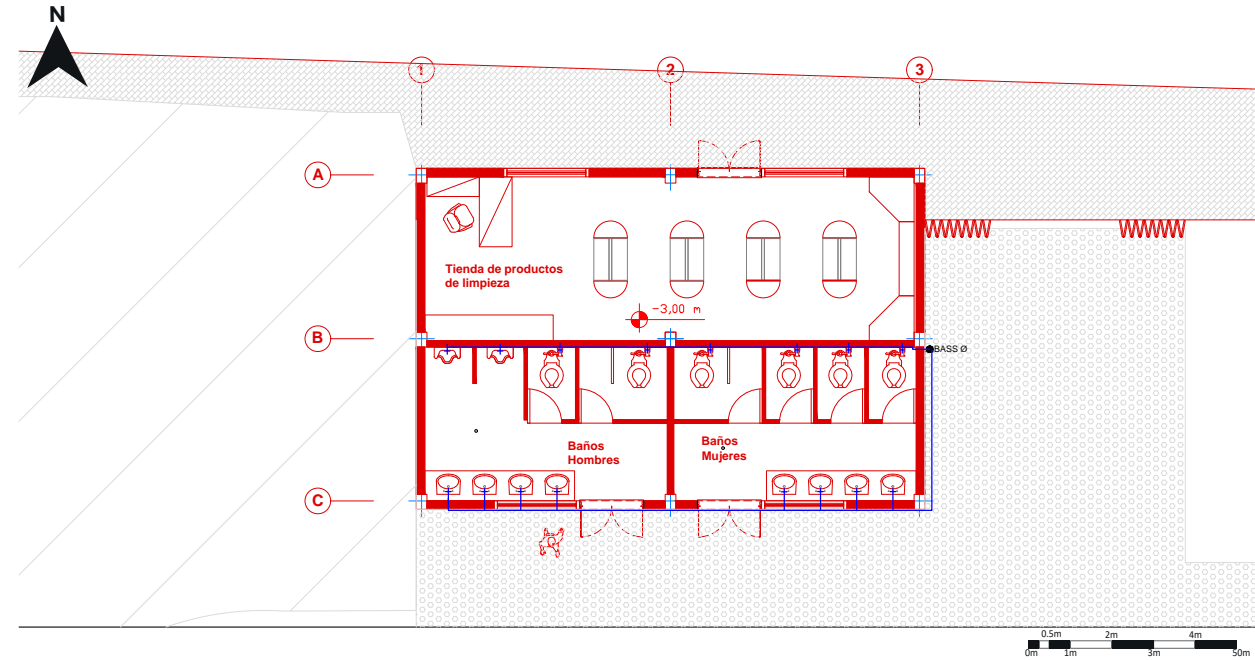 N
1
2
3
A
Tienda de productos
de limpieza
-3,00 m
B
BASS Ø
Baños
Hombres
Baños
Mujeres
C
0.5m 2m 4m
0m 1m 3m 50m